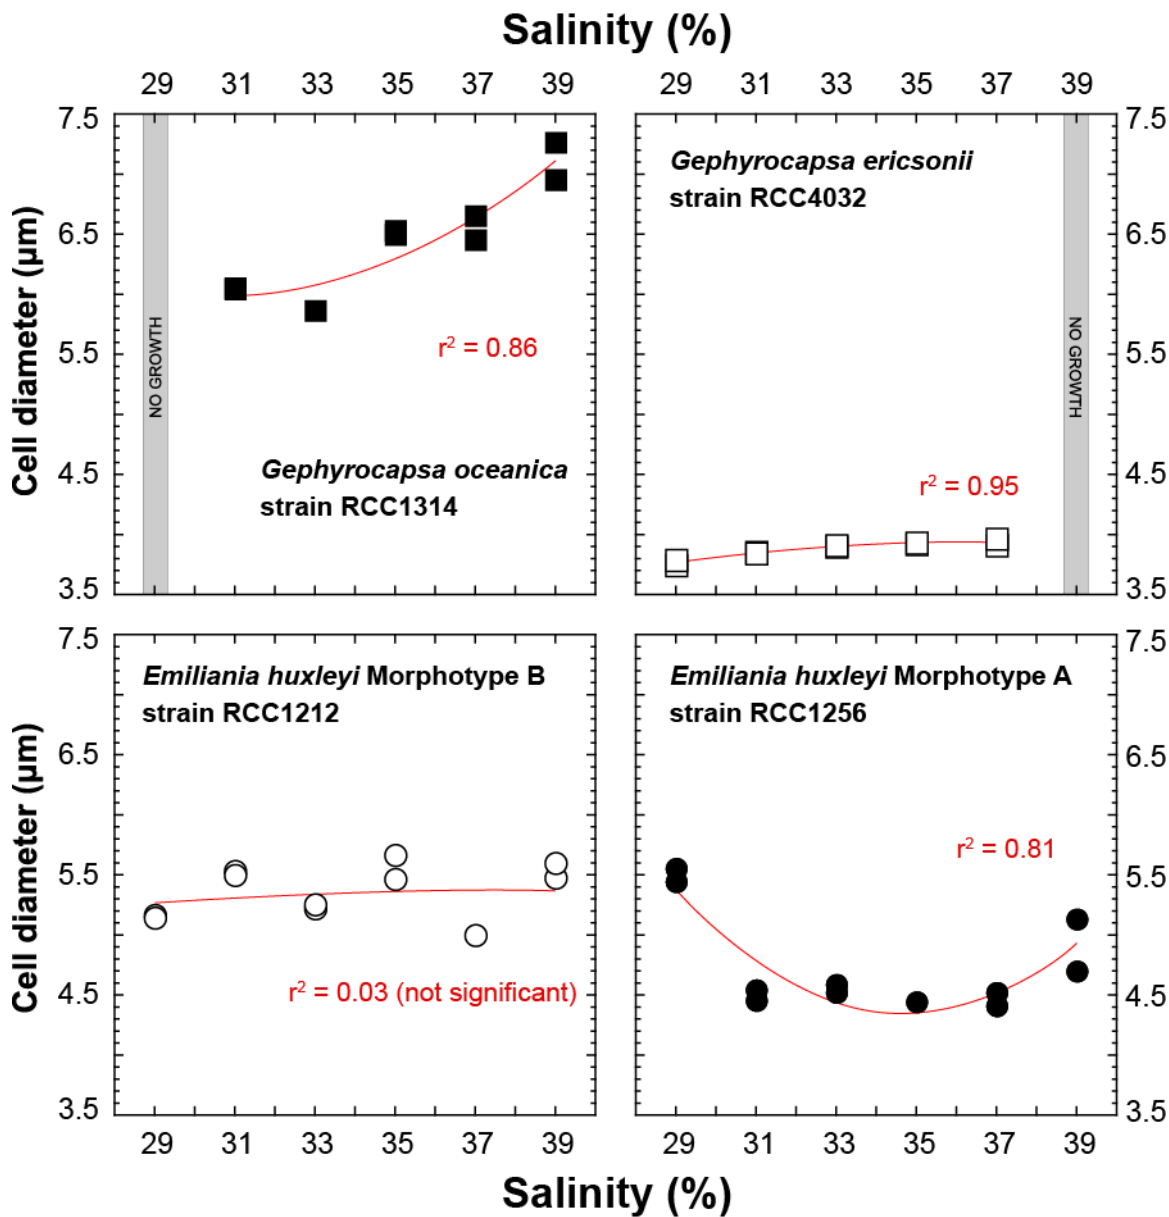 Salinity (%)
29 31 33 35 37 39
29 31 33 35 37 39
Cell diameter (µm)
7.5
6.5
5.5
4.5
3.5
NO GROWTH
r² = 0.86
Gephyrocapsa oceanica
strain RCC1314
Gephyrocapsa ericsonii
strain RCC4032
r² = 0.95
NO GROWTH
7.5
6.5
5.5
4.5
3.5
Cell diameter (µm)
7.5
6.5
5.5
4.5
3.5
Emiliania huxleyi Morphotype B
strain RCC1212
r² = 0.03 (not significant)
Emiliania huxleyi Morphotype A
strain RCC1256
r² = 0.81
7.5
6.5
5.5
4.5
3.5
29 31 33 35 37 39
29 31 33 35 37 39
Salinity (%)